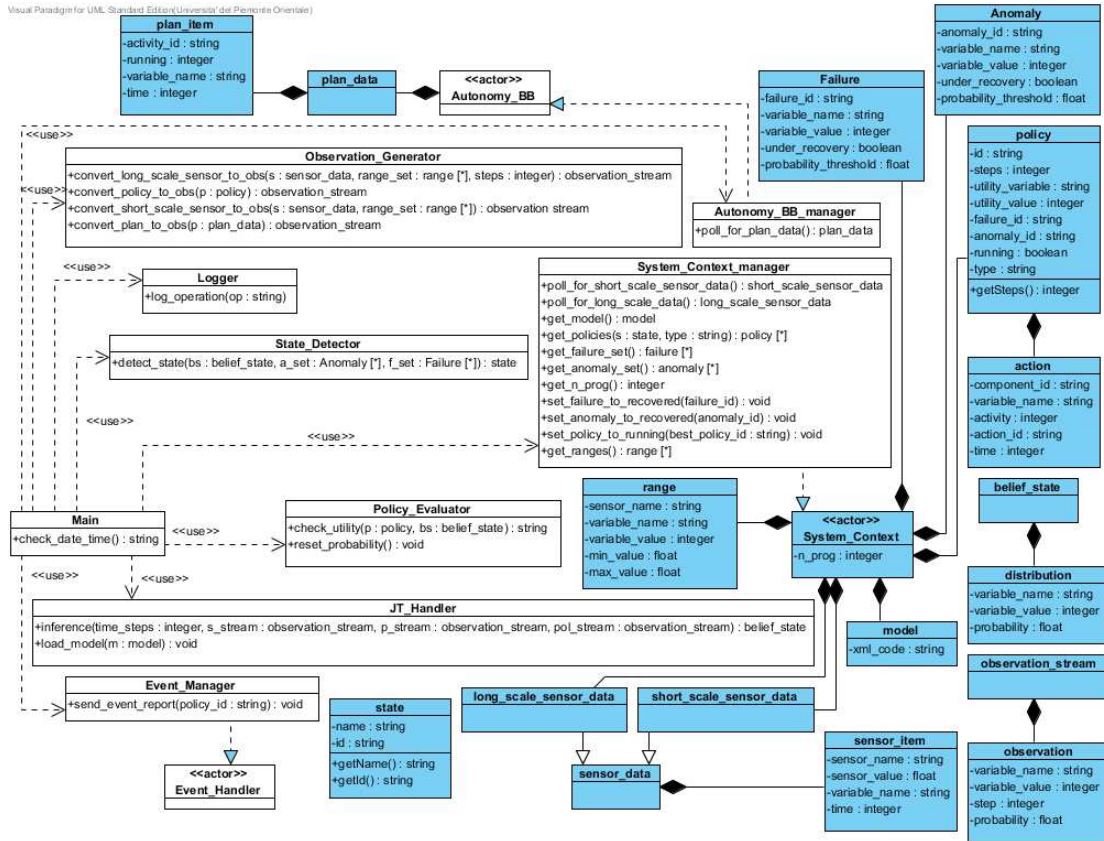 Visual Paradigm for UML Standard Edition(Universita' del Piemonte Orientale)
plan_item
-activity_id : string
-running : integer
-variable_name : string
-time : integer
plan_data
<<actor>>
Autonomy_BB
Failure
-failure_id : string
-variable_name : string
-variable_value : integer
-under_recovery : boolean
-probability_threshold : float
Anomaly
-anomaly_id : string
-variable_name : string
-variable_value : integer
-under_recovery : boolean
-probability_threshold : float
policy
-id : string
-steps : integer
-utility_variable : string
-utility_value : integer
-failure_id : string
-anomaly_id : string
-running : boolean
-type : string
+getSteps() : integer
<<use>>
Observation_Generator
+convert_long_scale_sensor_to_obs(s : sensor_data, range_set : range [*], steps : integer) : observation_stream
+convert_policy_to_obs(p : policy) : observation_stream
+convert_short_scale_sensor_to_obs(s : sensor_data, range_set : range [*]) : observation stream
+convert_plan_to_obs(p : plan_data) : observation_stream
<<use>>
Autonomy_BB_manager
+poll_for_plan_data() : plan_data
<<use>>
Logger
+log_operation(op : string)
System_Context_manager
+poll_for_short_scale_sensor_data() : short_scale_sensor_data
+poll_for_long_scale_data() : long_scale_sensor_data
+get_model() : model
+get_policies(s : state, type : string) : policy [*]
+get_failure_set() : failure [*]
+get_anomaly_set() : anomaly [*]
+get_n_prog() : integer
+set_failure_to_recovered(failure_id) : void
+set_anomaly_to_recovered(anomaly_id) : void
+set_policy_to_running(best_policy_id : string) : void
+get_ranges() : range [*]
State_Detector
+detect_state(bs : belief_state, a_set : Anomaly [*], f_set : Failure [*]) : state
<<use>>
<<use>>
action
-component_id : string
-variable_name : string
-activity : integer
-action_id : string
-time : integer
range
-sensor_name : string
-variable_name : string
-variable_value : integer
-min_value : float
-max_value : float
belief_state
Main
+check_date_time() : string
<<use>>
Policy_Evaluator
+check_utility(p : policy, bs : belief_state) : string
+reset_probability() : void
<<actor>>
System_Context
-n_prog : integer
<<use>>
<<use>>
distribution
-variable_name : string
-variable_value : integer
-probability : float
JT_Handler
+inference(time_steps : integer, s_stream : observation_stream, p_stream : observation_stream, pol_stream : observation_stream) : belief_state
+load_model(m : model) : void
model
-xml_code : string
observation_stream
Event_Manager
+send_event_report(policy_id : string) : void
state
-name : string
-id : string
+getName() : string
+getId() : string
long_scale_sensor_data
short_scale_sensor_data
<<actor>>
Event_Handler
sensor_data
sensor_item
-sensor_name : string
-sensor_value : float
-variable_name : string
-time : integer
observation
-variable_name : string
-variable_value : integer
-step : integer
-probability : float